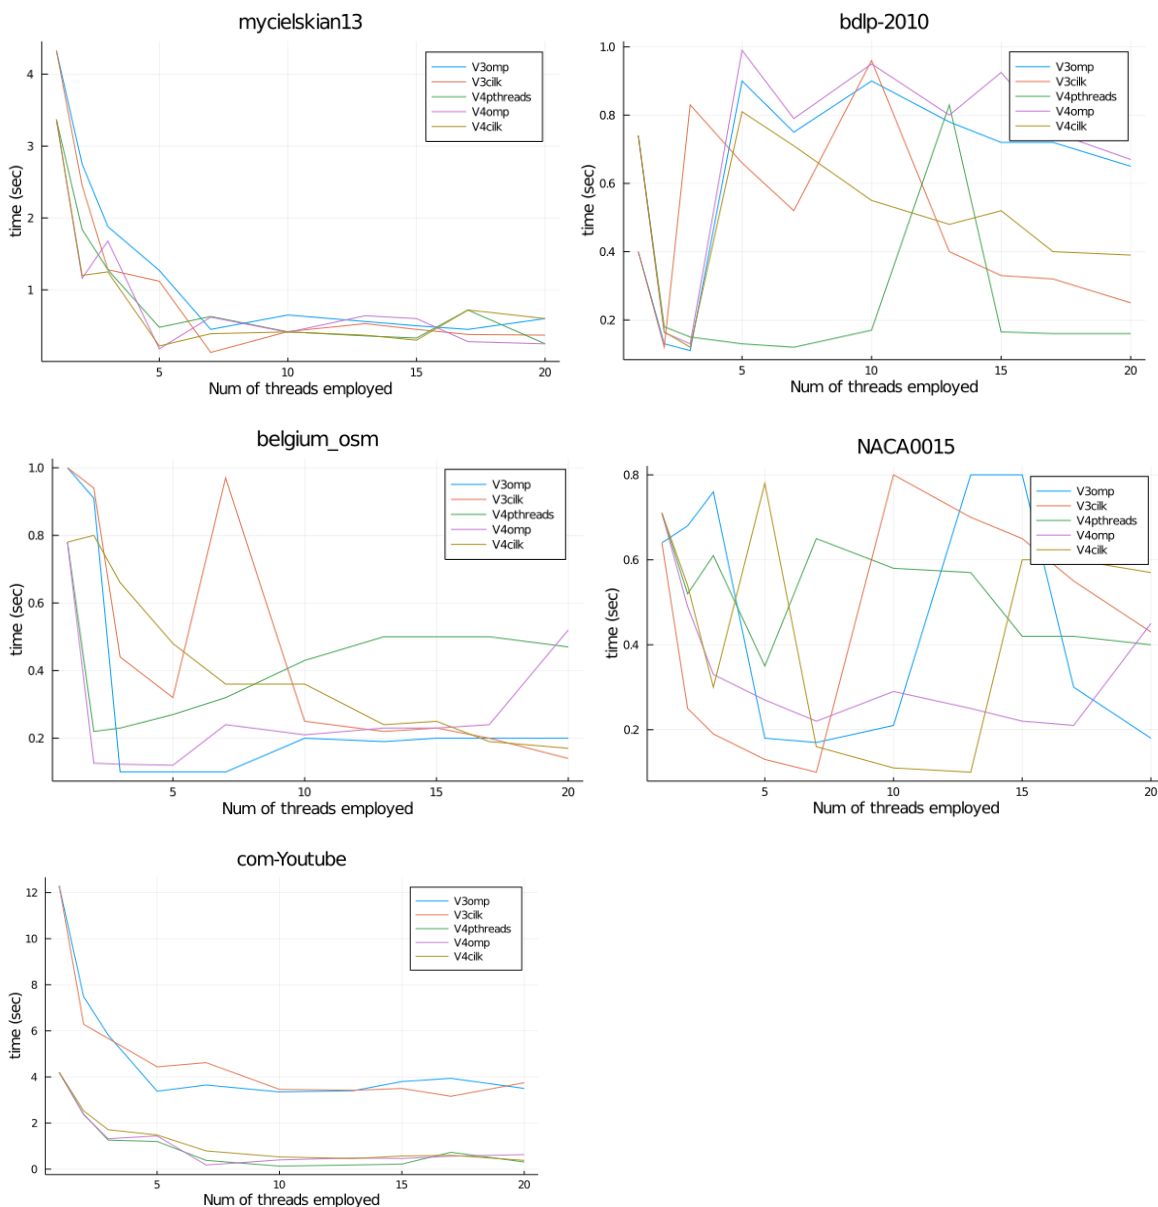 mycielskian13
V3omp
V3cilk
V4pthreads
V4omp
V4cilk
4
3
2
1
time (sec)
5
10
15
20
Num of threads employed
bdlp-2010
V3omp
V3cilk
V4pthreads
V4omp
V4cilk
1.0
0.8
0.6
0.4
0.2
time (sec)
5
10
15
20
Num of threads employed
belgium_osm
V3omp
V3cilk
V4pthreads
V4omp
V4cilk
1.0
0.8
0.6
0.4
0.2
time (sec)
5
10
15
20
Num of threads employed
NACA0015
V3omp
V3cilk
V4pthreads
V4omp
V4cilk
0.8
0.6
0.4
0.2
time (sec)
5
10
15
20
Num of threads employed
com-Youtube
V3omp
V3cilk
V4pthreads
V4omp
V4cilk
12
10
8
6
4
2
0
time (sec)
5
10
15
20
Num of threads employed